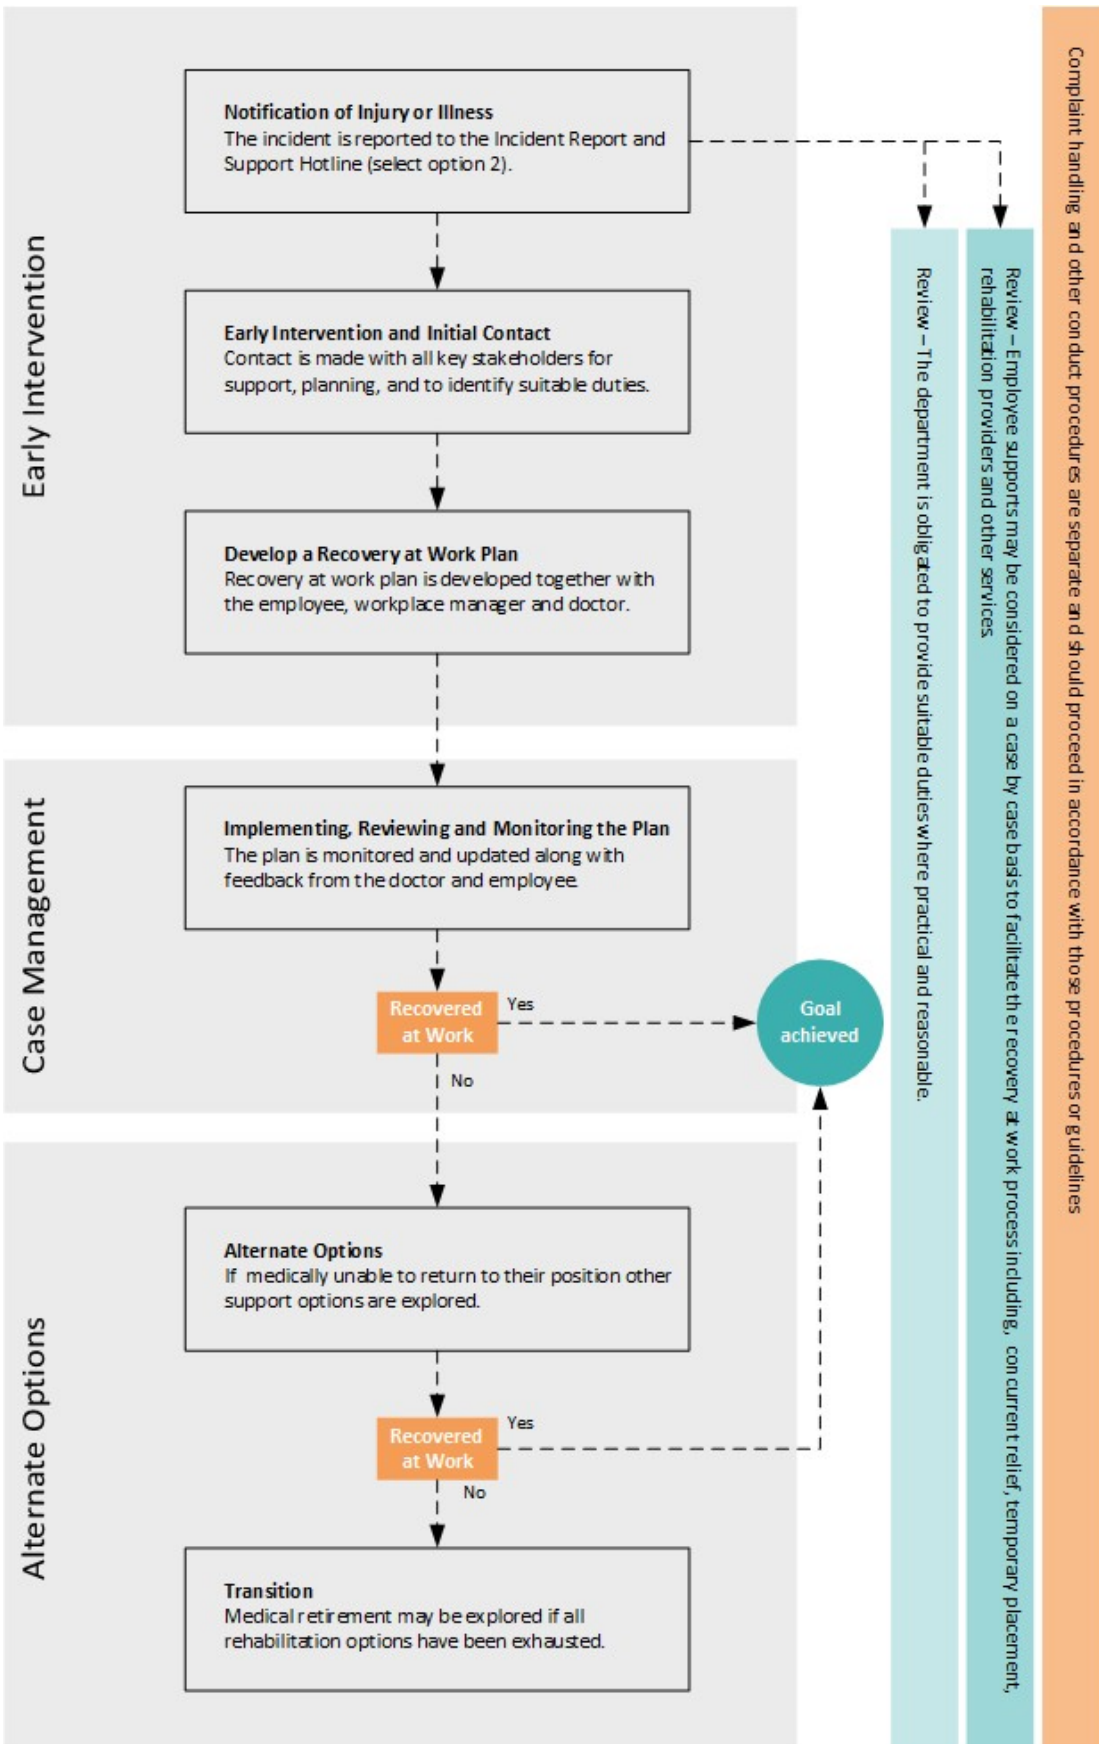 Early Intervention
Notification of Injury or Illness
The incident is reported to the Incident Report and
Support Hotline (select option 2).
Early Intervention and Initial Contact
Contact is made with all key stakeholders for
support, planning, and to identify suitable duties.
Develop a Recovery at Work Plan
Recovery at work plan is developed together with
the employee, workplace manager and doctor.
Case Management
Implementing, Reviewing and Monitoring the Plan
The plan is monitored and updated along with
feedback from the doctor and employee.
Recovered
at Work
Yes
No
Goal
achieved
Alternate Options
Alternate Options
If medically unable to return to their position other
support options are explored.
Recovered
at Work
Yes
No
Transition
Medical retirement may be explored if all
rehabilitation options have been exhausted.
Review – The department is obligated to provide suitable duties where practical and reasonable.
Review – Employee supports may be considered on a case by case basis to facilitate the recovery at work process including, concurrent relief, temporary placement,
rehabilitation providers and other services.
Complaint handling and other conduct procedures are separate and should proceed in accordance with those procedures or guidelines